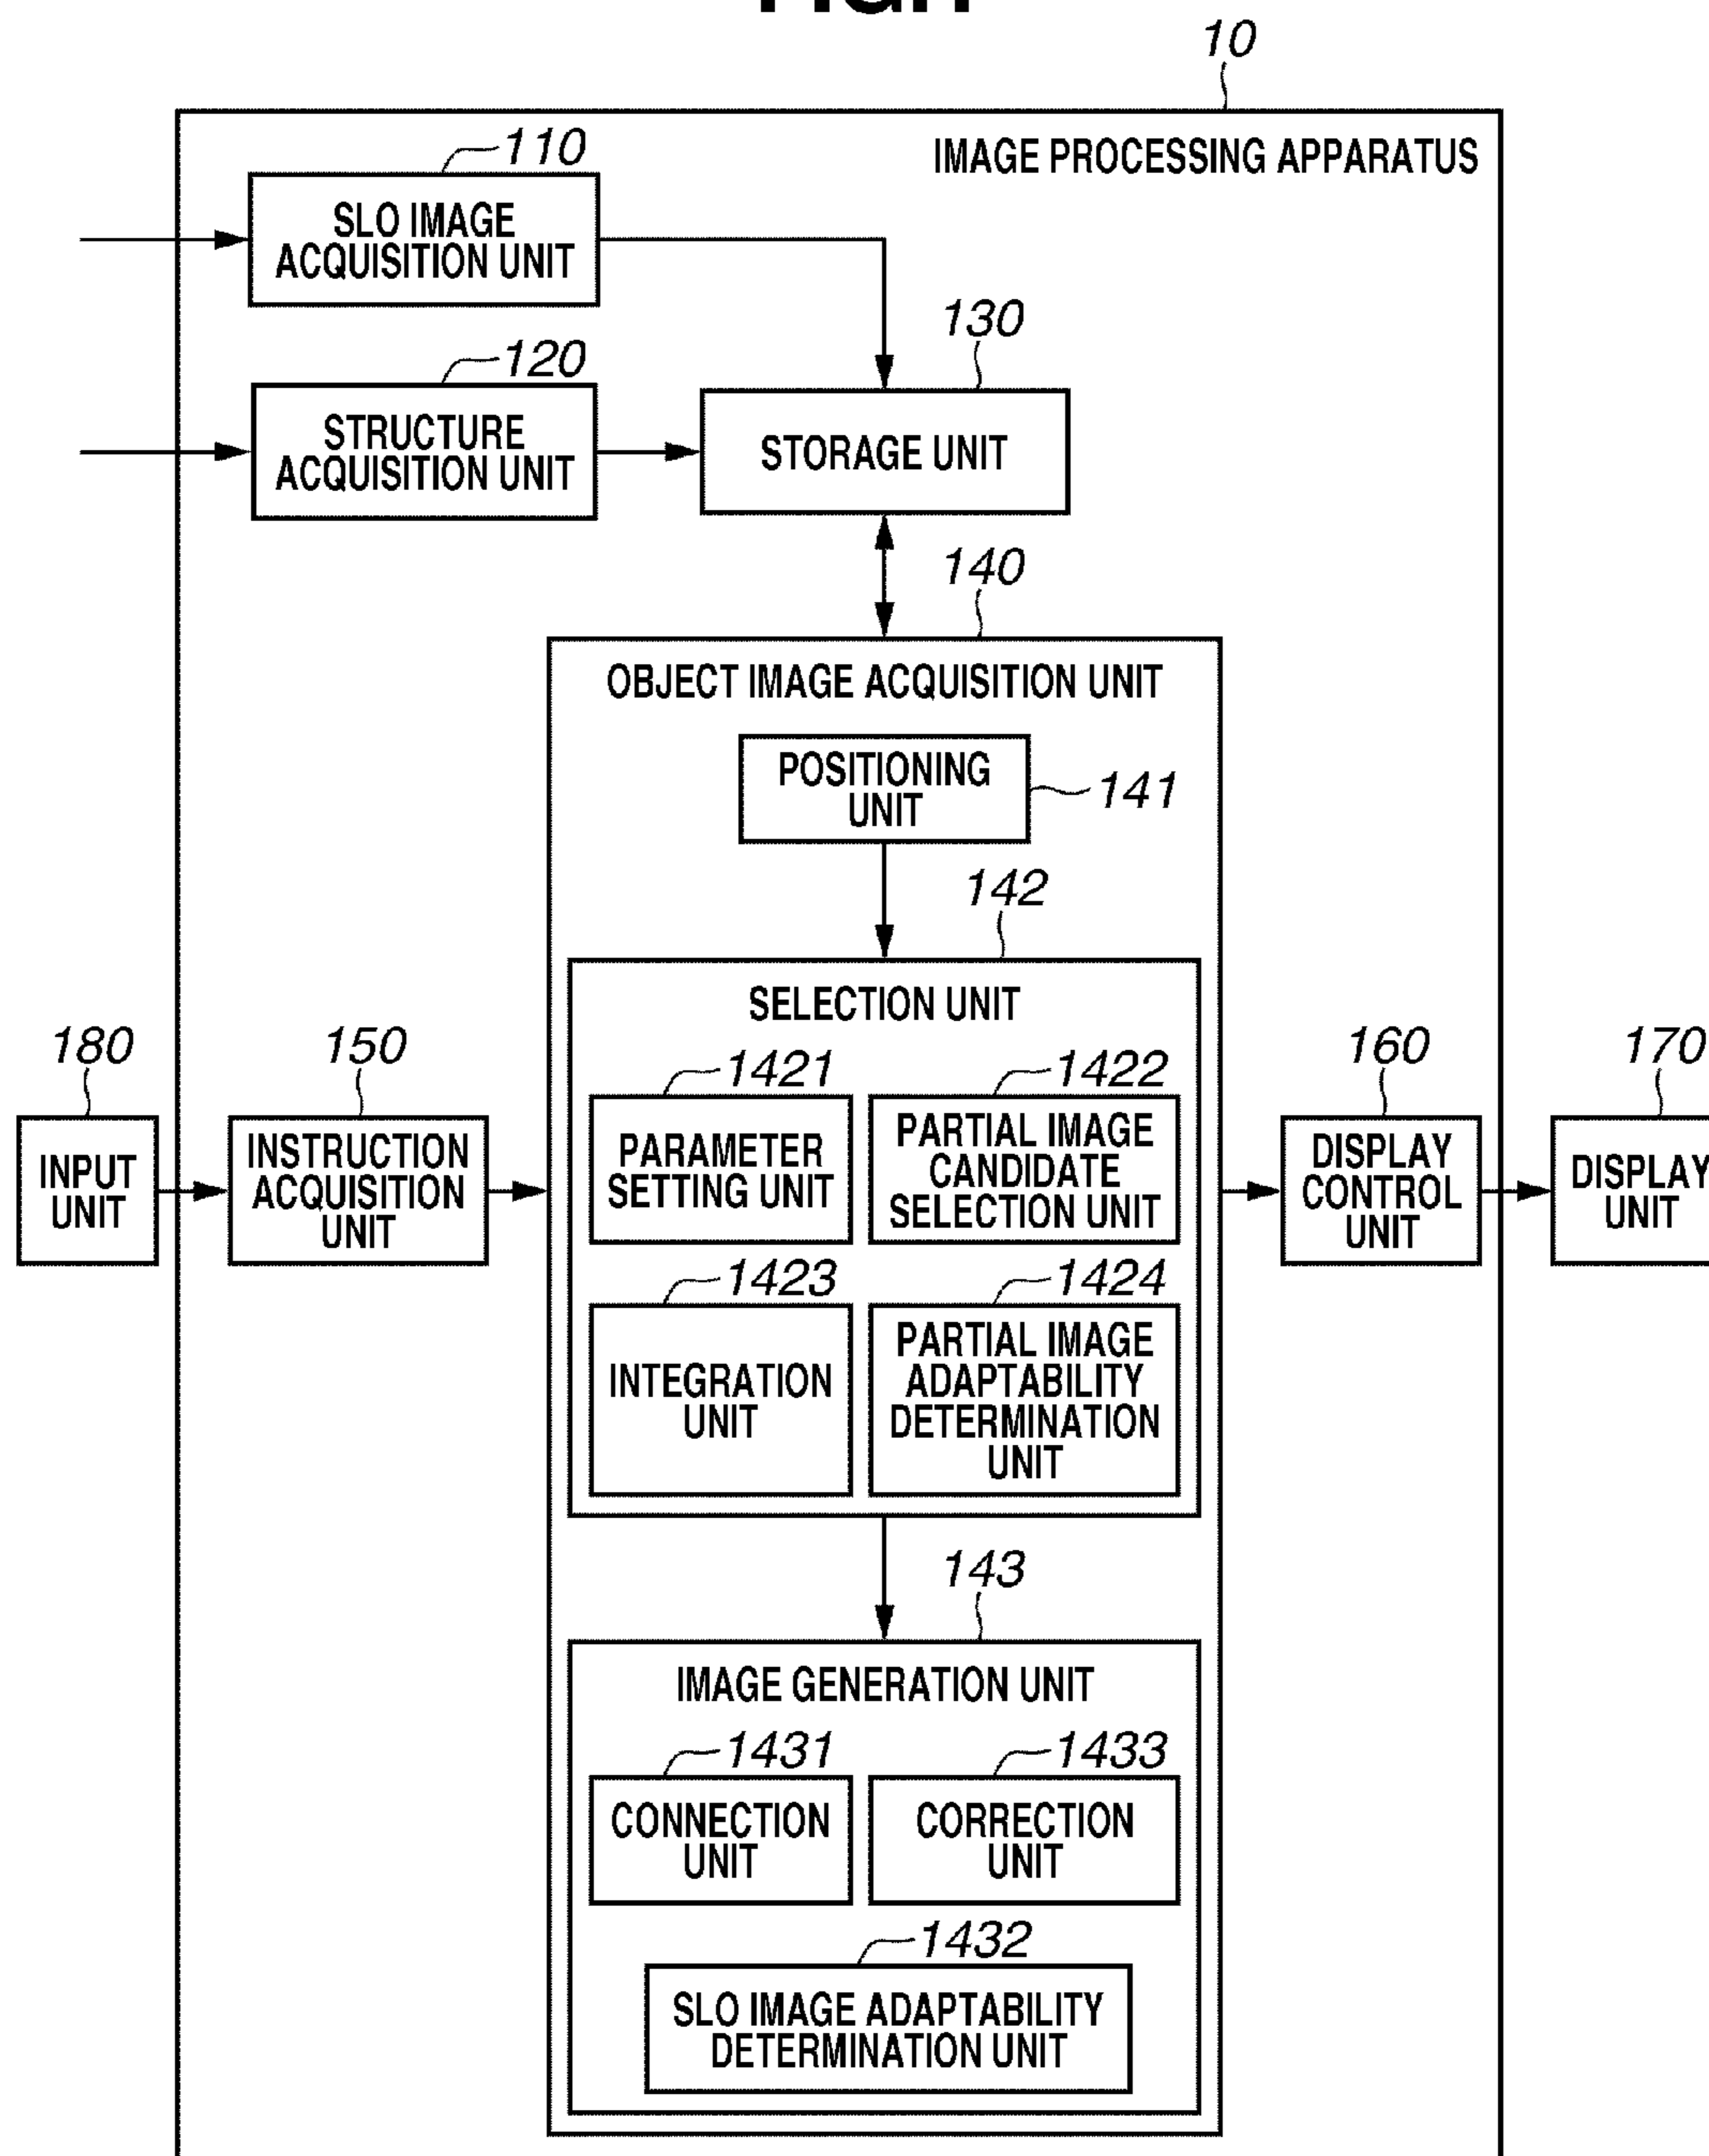 10
IMAGE PROCESSING APPARATUS
110
SLO IMAGE
ACQUISITION UNIT
120
STRUCTURE
ACQUISITION UNIT
130
STORAGE UNIT
140
OBJECT IMAGE ACQUISITION UNIT
POSITIONING
UNIT
141
142
SELECTION UNIT
1421
PARAMETER
SETTING UNIT
1422
PARTIAL IMAGE
CANDIDATE
SELECTION UNIT
1423
INTEGRATION
UNIT
1424
PARTIAL IMAGE
ADAPTABILITY
DETERMINATION
UNIT
180
INPUT
UNIT
150
INSTRUCTION
ACQUISITION
UNIT
160
DISPLAY
CONTROL
UNIT
170
DISPLAY
UNIT
143
IMAGE GENERATION UNIT
1431
CONNECTION
UNIT
1433
CORRECTION
UNIT
1432
SLO IMAGE ADAPTABILITY
DETERMINATION UNIT